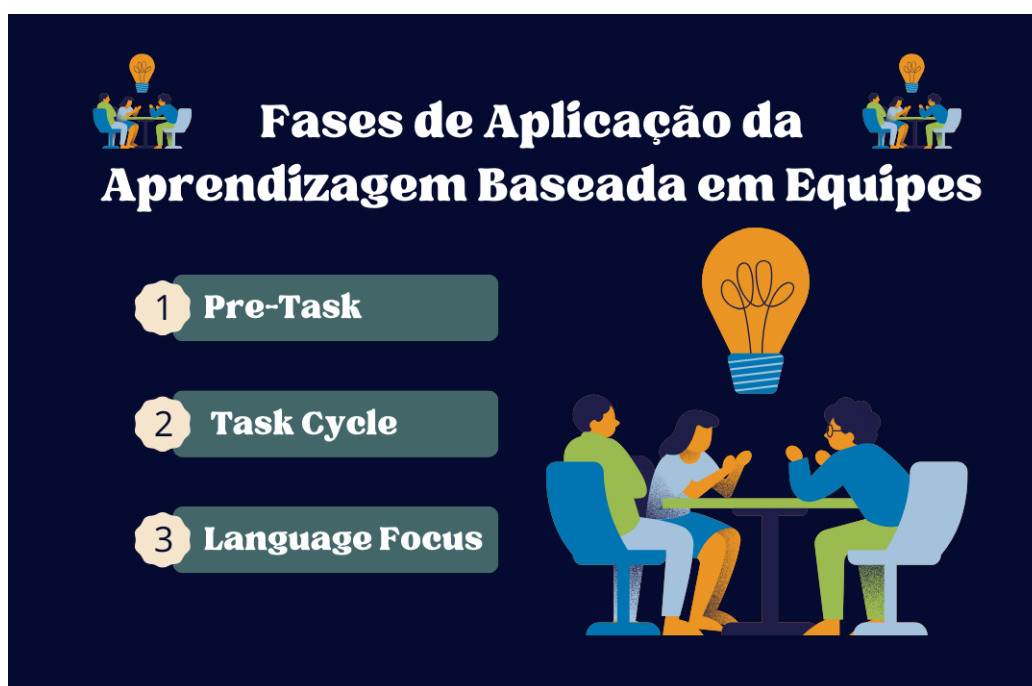 Fases de Aplicação da
Aprendizagem Baseada em Equipes
1 Pre-Task
2 Task Cycle
3 Language Focus